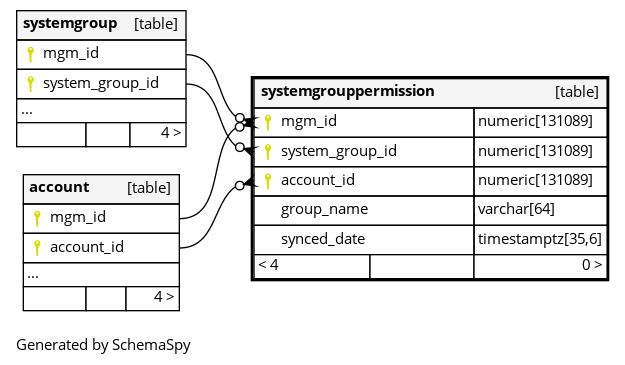 systemgroup [table]
mgm_id
system_group_id
...
4 >
systemgrouppermission [table]
mgm_id numeric[131089]
system_group_id numeric[131089]
account_id numeric[131089]
group_name varchar[64]
synced_date timestamptz[35,6]
< 4 0 >
account [table]
mgm_id
account_id
...
4 >
Generated by SchemaSpy